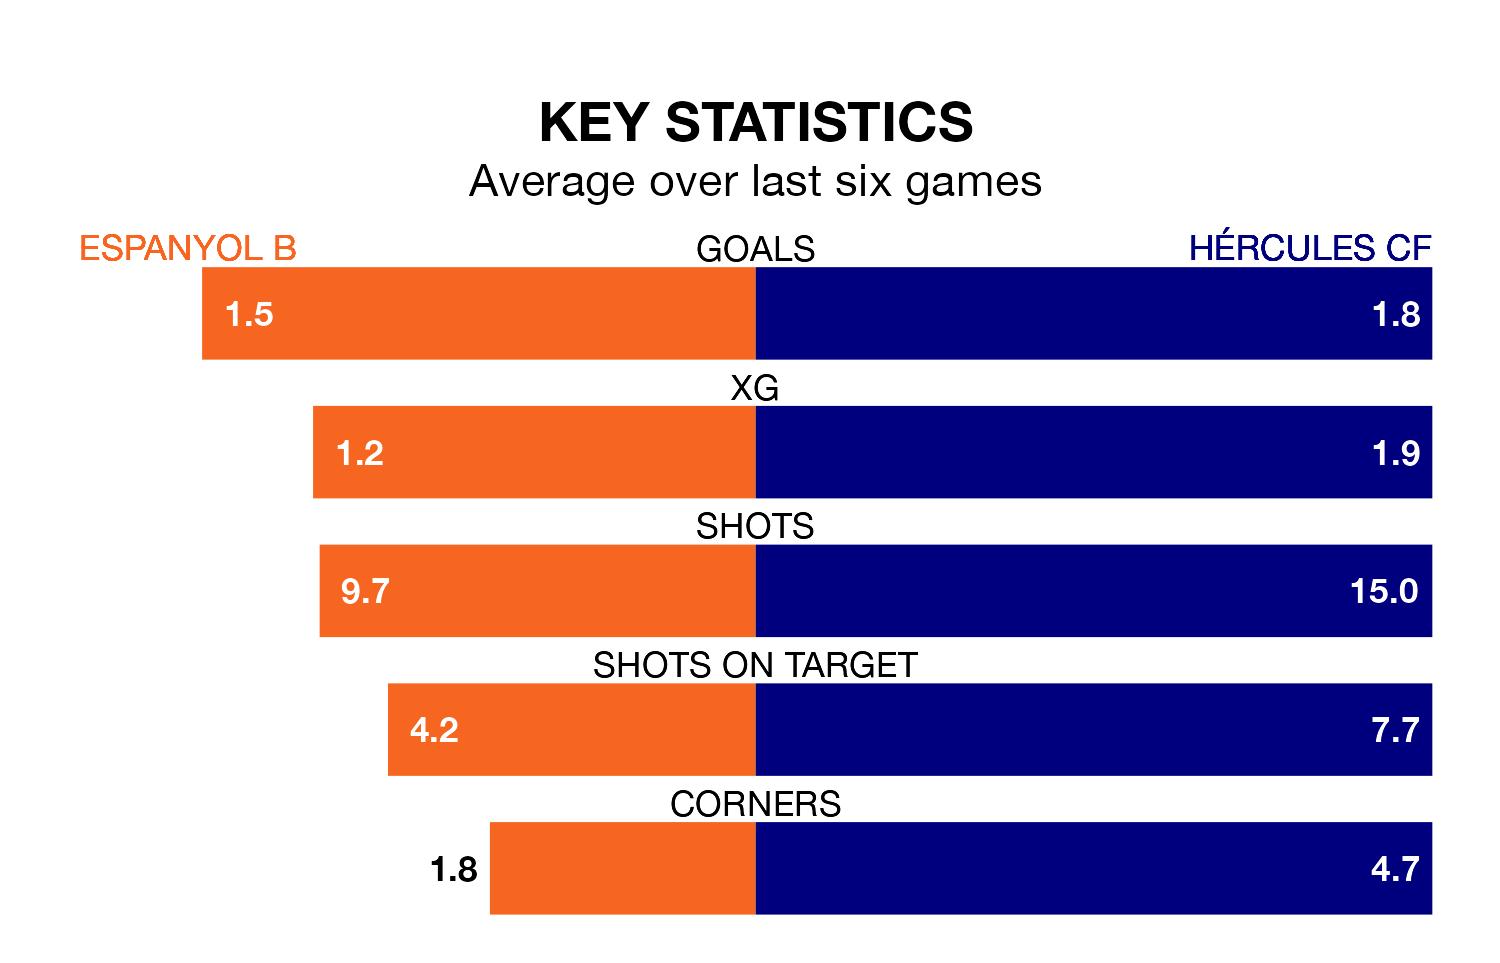 KEY STATISTICS
Average over last six games
ESPANYOL B GOALS HÉRCULES CF
1.5 1.8
XG
1.2 1.9
SHOTS
9.7 15.0
SHOTS ON TARGET
4.2 7.7
CORNERS
1.8 4.7